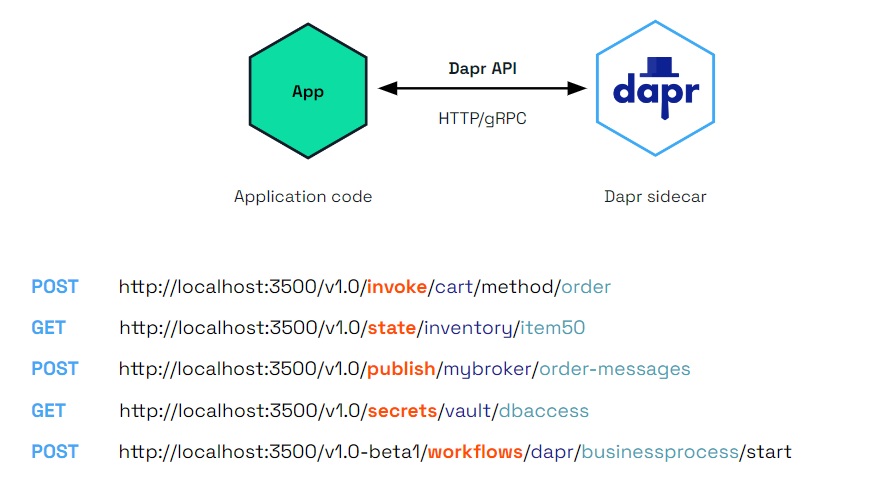 App
Dapr API
HTTP/gRPC
dapr
Application code
Dapr sidecar
POST http://localhost:3500/v1.0/invoke/cart/method/order
GET http://localhost:3500/v1.0/state/inventory/item50
POST http://localhost:3500/v1.0/publish/mybroker/order-messages
GET http://localhost:3500/v1.0/secrets/vault/dbaccess
POST http://localhost:3500/v1.0-beta1/workflows/dapr/businessprocess/start